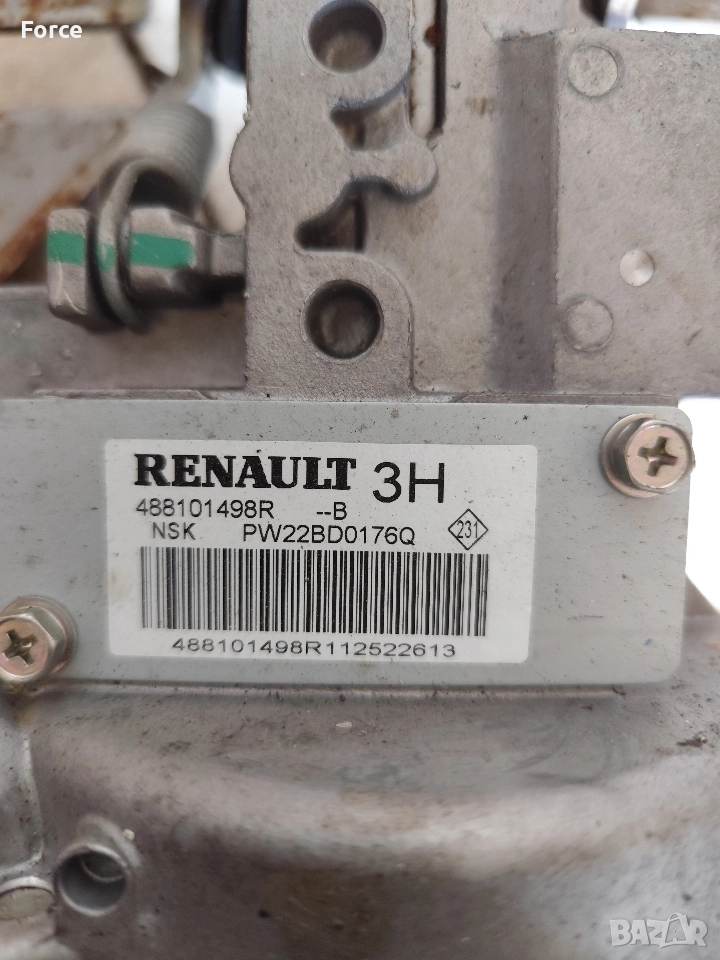 Force
RENAULT 3H
488101498R --B
NSK PW22BD0176Q 231
488101498R112522613
BAZAR